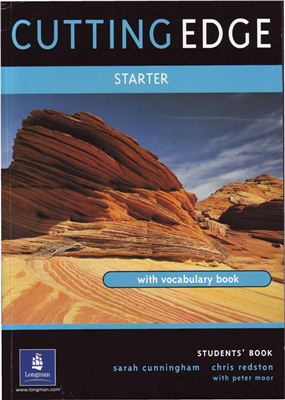 CUTTING EDGE
STARTER
with vocabulary book
STUDENTS' BOOK
sarah cunningham chris redston
with peter moor
Longman
www.longman.com